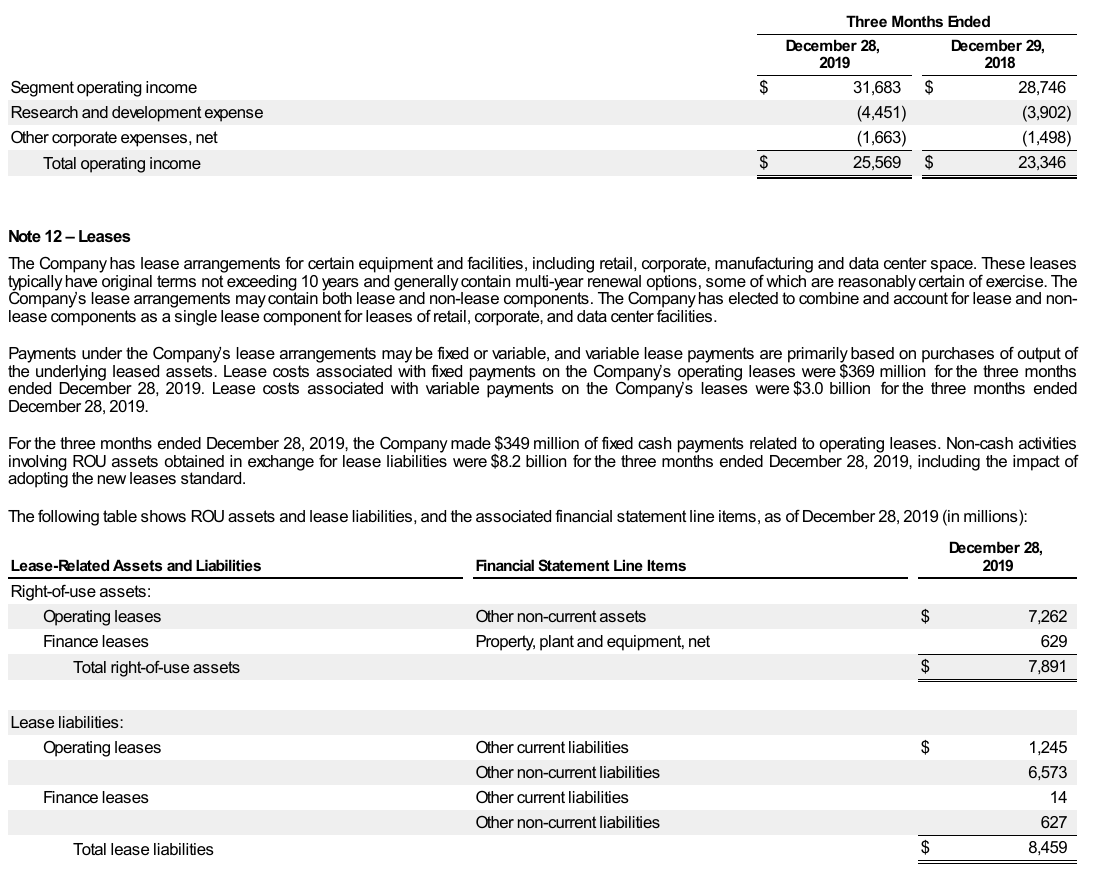 Three Months Ended
December 28, 2019 December 29, 2018
Segment operating income $ 31,683 $ 28,746
Research and development expense (4,451) (3,902)
Other corporate expenses, net (1,663) (1,498)
Total operating income $ 25,569 $ 23,346
Note 12 – Leases
The Company has lease arrangements for certain equipment and facilities, including retail, corporate, manufacturing and data center space. These leases
typically have original terms not exceeding 10 years and generally contain multi-year renewal options, some of which are reasonably certain of exercise. The
Company's lease arrangements may contain both lease and non-lease components. The Company has elected to combine and account for lease and non-
lease components as a single lease component for leases of retail, corporate, and data center facilities.
Payments under the Company's lease arrangements may be fixed or variable, and variable lease payments are primarily based on purchases of output of
the underlying leased assets. Lease costs associated with fixed payments on the Company's operating leases were $369 million for the three months
ended December 28, 2019. Lease costs associated with variable payments on the Company's leases were $3.0 billion for the three months ended
December 28, 2019.
For the three months ended December 28, 2019, the Company made $349 million of fixed cash payments related to operating leases. Non-cash activities
involving ROU assets obtained in exchange for lease liabilities were $8.2 billion for the three months ended December 28, 2019, including the impact of
adopting the new leases standard.
The following table shows ROU assets and lease liabilities, and the associated financial statement line items, as of December 28, 2019 (in millions):
Lease-Related Assets and Liabilities Financial Statement Line Items December 28, 2019
Right-of-use assets:
Operating leases Other non-current assets $ 7,262
Finance leases Property, plant and equipment, net 629
Total right-of-use assets $ 7,891
Lease liabilities:
Operating leases Other current liabilities $ 1,245
Other non-current liabilities 6,573
Finance leases Other current liabilities 14
Other non-current liabilities 627
Total lease liabilities $ 8,459